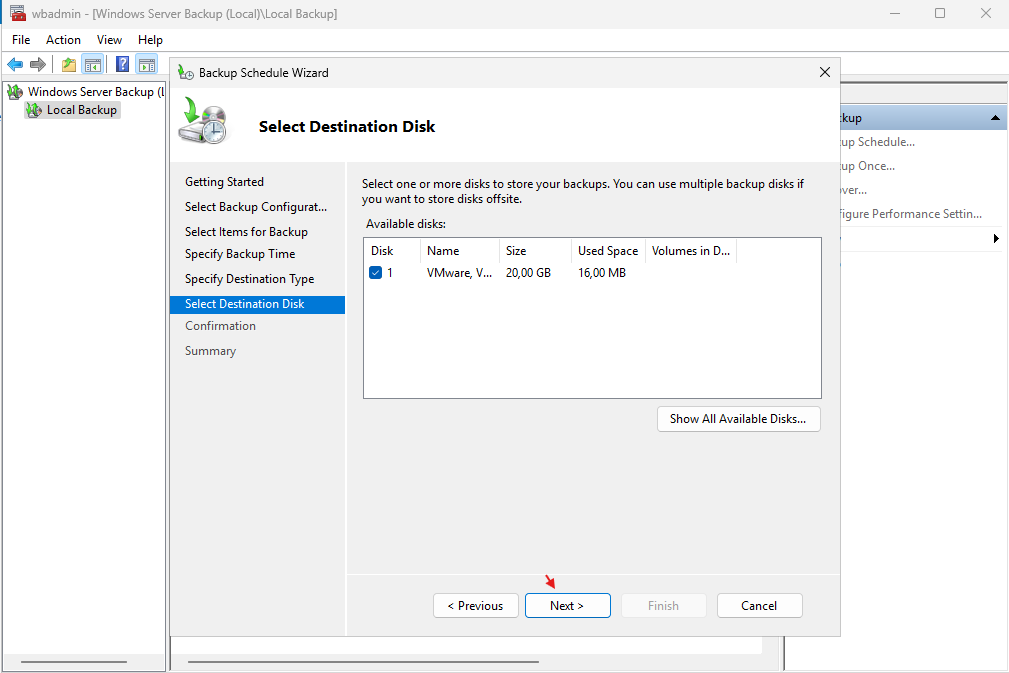 wbadmin - [Windows Server Backup (Local)\Local Backup]
File Action View Help
Windows Server Backup (L
Local Backup
Backup Schedule Wizard
Select Destination Disk
Getting Started
Select Backup Configurat...
Select Items for Backup
Specify Backup Time
Specify Destination Type
Select Destination Disk
Confirmation
Summary
Select one or more disks to store your backups. You can use multiple backup disks if
you want to store disks offsite.
Available disks:
Disk Name Size Used Space Volumes in D...
1 VMware, V... 20,00 GB 16,00 MB
Show All Available Disks...
< Previous Next > Finish Cancel
kup
up Schedule...
up Once...
ver...
figure Performance Settin...